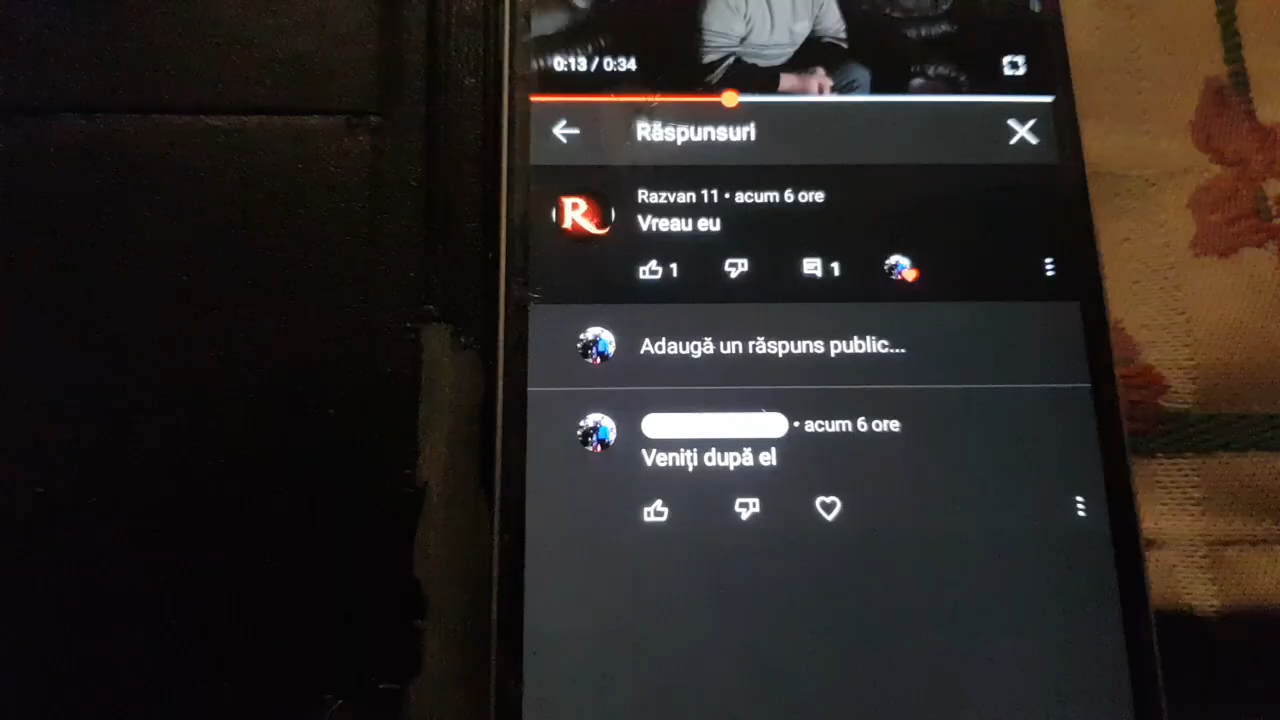 0:13 / 0:34
Răspunsuri
R
Razvan 11 • acum 6 ore
Vreau eu
1
1
Adaugă un răspuns public...
• acum 6 ore
Veniți după el